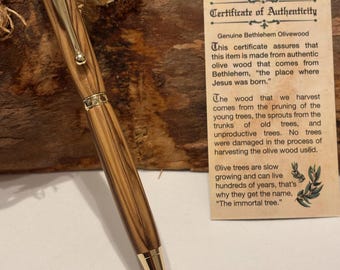 Certificate of Authenticity
Genuine Bethlehem Olivewood
This certificate assures that
this item is made from authentic
olive wood that comes from
Bethlehem, "the place where
Jesus was born."
The wood that we harvest
comes from the pruning of the
young trees, the sprouts from the
trunks of old trees, and
unproductive trees. No trees
were damaged in the process of
harvesting the olive wood used.
Olive trees are slow
growing and can live
hundreds of years, that's
why they get the name,
"The immortal tree."